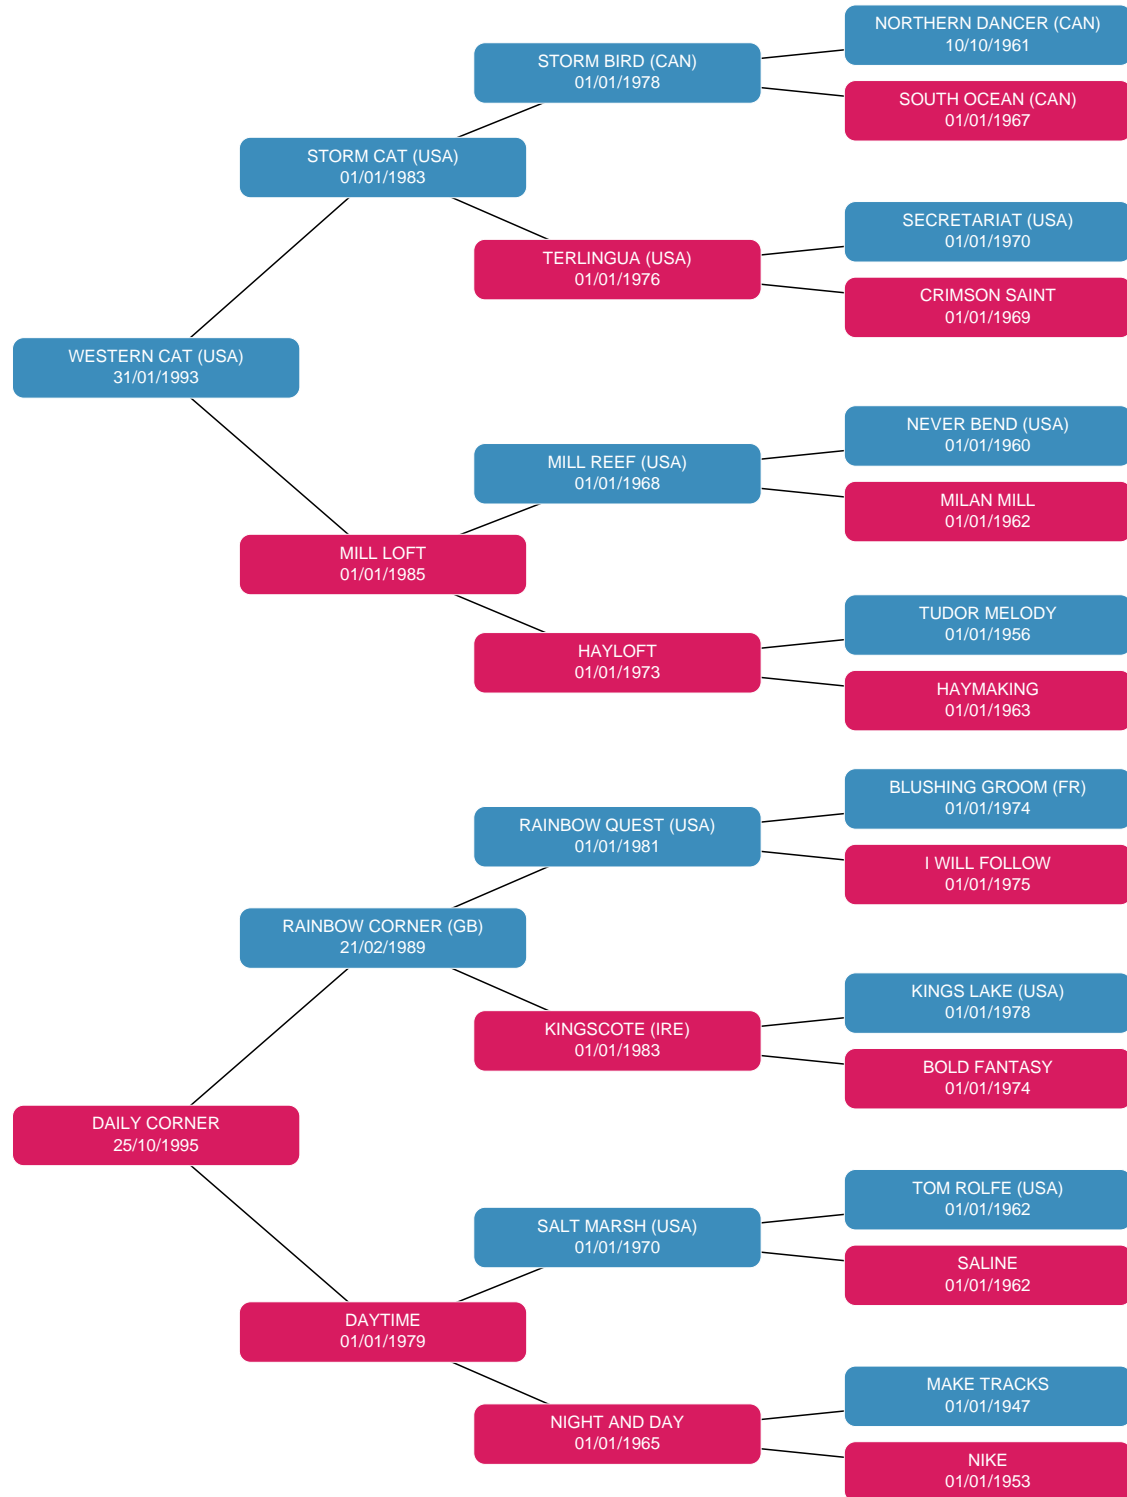 NORTHERN DANCER (CAN)
10/10/1961
STORM BIRD (CAN)
01/01/1978
SOUTH OCEAN (CAN)
01/01/1967
STORM CAT (USA)
01/01/1983
SECRETARIAT (USA)
01/01/1970
TERLINGUA (USA)
01/01/1976
CRIMSON SAINT
01/01/1969
WESTERN CAT (USA)
31/01/1993
NEVER BEND (USA)
01/01/1960
MILL REEF (USA)
01/01/1968
MILAN MILL
01/01/1962
MILL LOFT
01/01/1985
TUDOR MELODY
01/01/1956
HAYLOFT
01/01/1973
HAYMAKING
01/01/1963
BLUSHING GROOM (FR)
01/01/1974
RAINBOW QUEST (USA)
01/01/1981
I WILL FOLLOW
01/01/1975
RAINBOW CORNER (GB)
21/02/1989
KINGS LAKE (USA)
01/01/1978
KINGSCOTE (IRE)
01/01/1983
BOLD FANTASY
01/01/1974
DAILY CORNER
25/10/1995
TOM ROLFE (USA)
01/01/1962
SALT MARSH (USA)
01/01/1970
SALINE
01/01/1962
DAYTIME
01/01/1979
MAKE TRACKS
01/01/1947
NIGHT AND DAY
01/01/1965
NIKE
01/01/1953